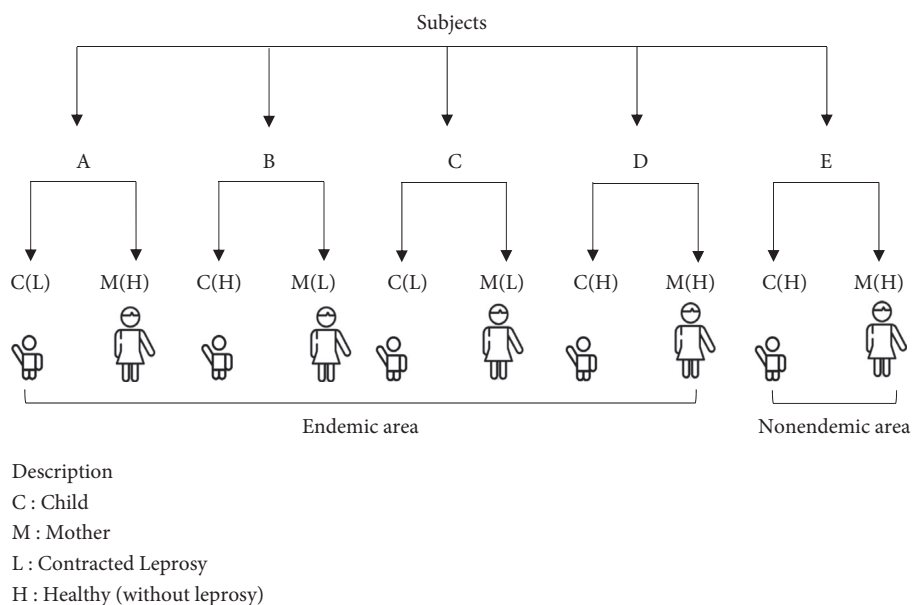 Subjects
A B C D E
C(L) M(H) C(H) M(L) C(L) M(L) C(H) M(H) C(H) M(H)
Endemic area Nonendemic area
Description
C : Child
M : Mother
L : Contracted Leprosy
H : Healthy (without leprosy)